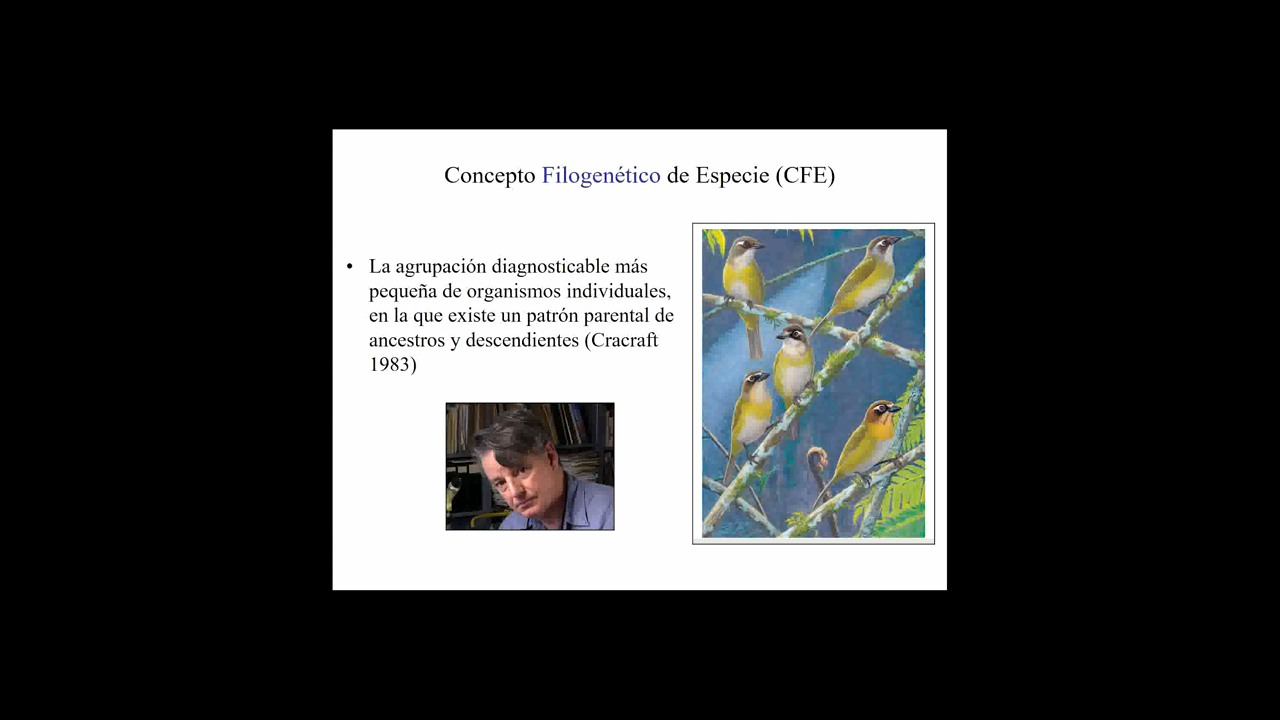 Concepto Filogenético de Especie (CFE)
• La agrupación diagnosticable más
pequeña de organismos individuales,
en la que existe un patrón parental de
ancestros y descendientes (Cracraft
1983)